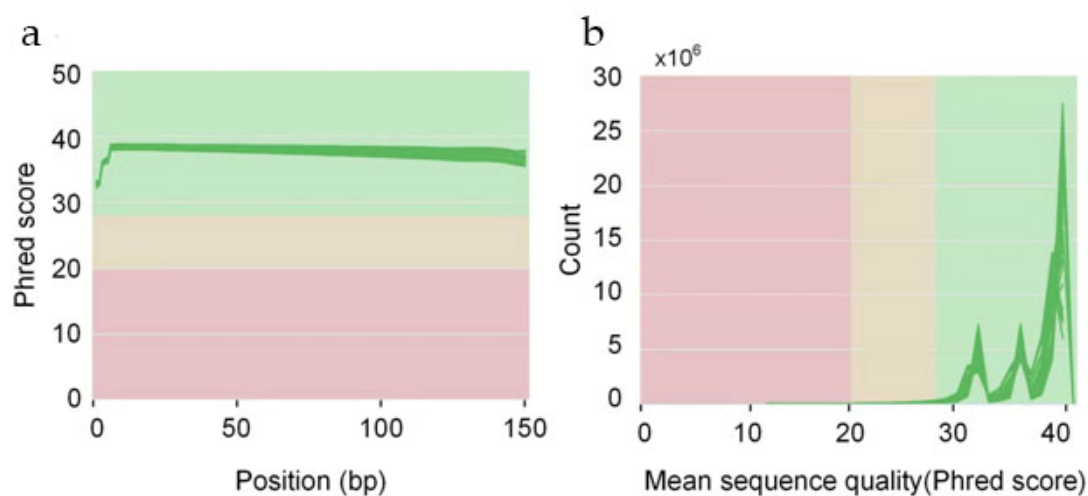 a
50
40
30
20
10
0
Phred score
0 50 100 150
Position (bp)
b
x10⁶
30
25
20
15
10
5
0
Count
0 10 20 30 40
Mean sequence quality(Phred score)